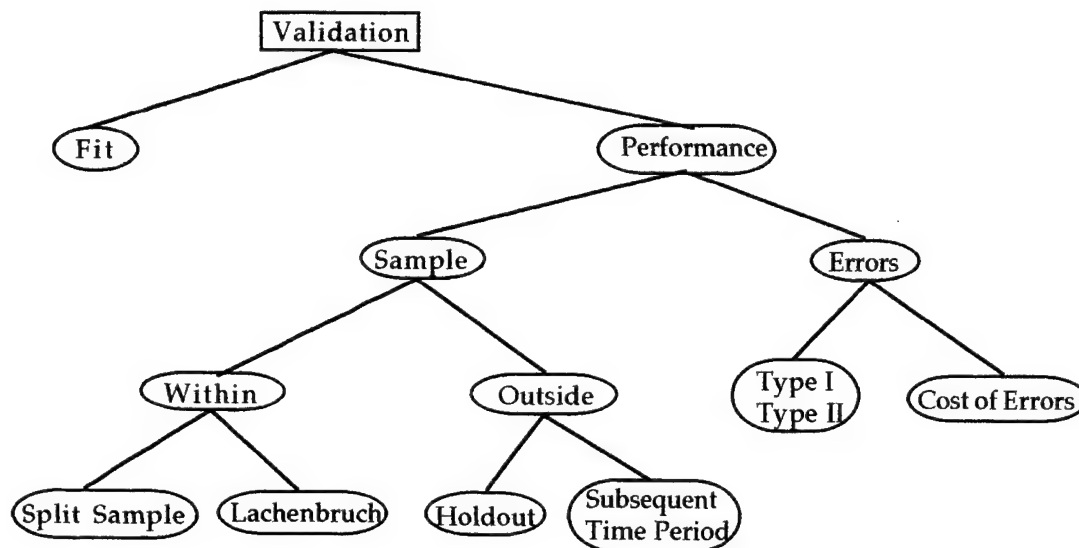 Validation
Fit
Performance
Sample
Errors
Within
Outside
Type I
Type II
Cost of Errors
Split Sample
Lachenbruch
Holdout
Subsequent
Time Period